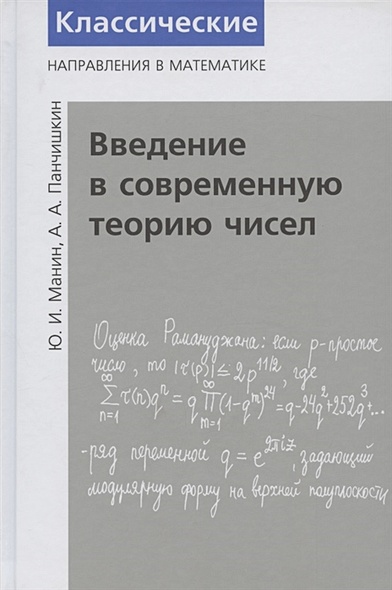 Классические
НАПРАВЛЕНИЯ В МАТЕМАТИКЕ
Ю. И. Манин, А. А. Панчишкин
Введение
в современную
теорию чисел
Оценка Рамануджана: если p-простое
число, то |τ(p)| ≤ 2p^{11/2}, где
∞ ∑ n=1 τ(n)q^n = q ∞ ∏ m=1 (1-q^m)^{24} = q-24q^2+252q^3...
-ряд переменной q = e^{2πiz}, задающий
модулярную форму на верхней полуплоскости